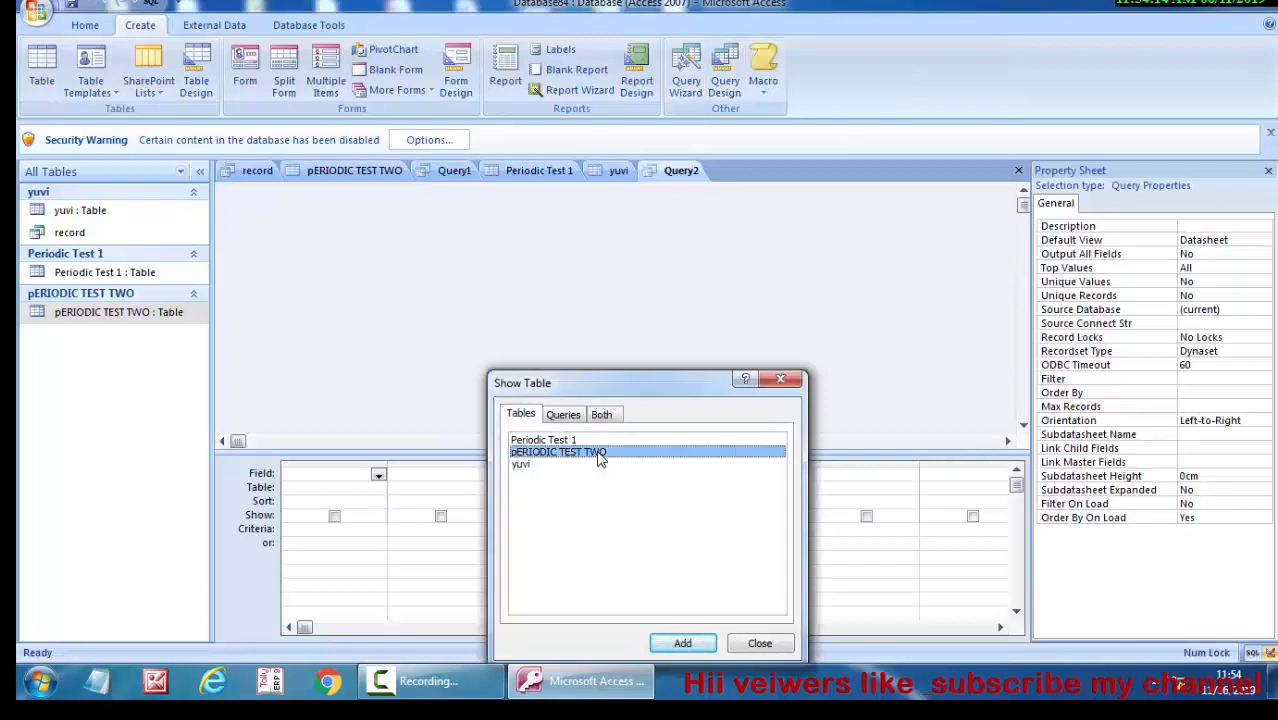 Database84 : Database (Access 2007) - Microsoft Access
Home Create External Data Database Tools
Table
Table Templates
SharePoint Lists
Table Design
Tables
Form
Split Form
Multiple Items
PivotChart
Blank Form
More Forms
Form Design
Forms
Report
Labels
Blank Report
Report Wizard
Report Design
Reports
Query Wizard
Query Design
Macro
Other
Security Warning Certain content in the database has been disabled Options...
All Tables
yuvi
yuvi : Table
record
Periodic Test 1
Periodic Test 1 : Table
pERIODIC TEST TWO
pERIODIC TEST TWO : Table
record pERIODIC TEST TWO Query1 Periodic Test 1 yuvi Query2
Show Table
Tables Queries Both
Periodic Test 1
pERIODIC TEST TWO
yuvi
Add Close
Field:
Table:
Sort:
Show:
Criteria:
or:
Property Sheet
Selection type: Query Properties
General
Description
Default View Datasheet
Output All Fields No
Top Values All
Unique Values No
Unique Records No
Source Database (current)
Source Connect Str
Record Locks No Locks
Recordset Type Dynaset
ODBC Timeout 60
Filter
Order By
Max Records
Orientation Left-to-Right
Subdatasheet Name
Link Child Fields
Link Master Fields
Subdatasheet Height 0cm
Subdatasheet Expanded No
Filter On Load No
Order By On Load Yes
Ready Num Lock SQL
Recording... Microsoft Access ... 11:54
Hii veiwers like subscribe my channel